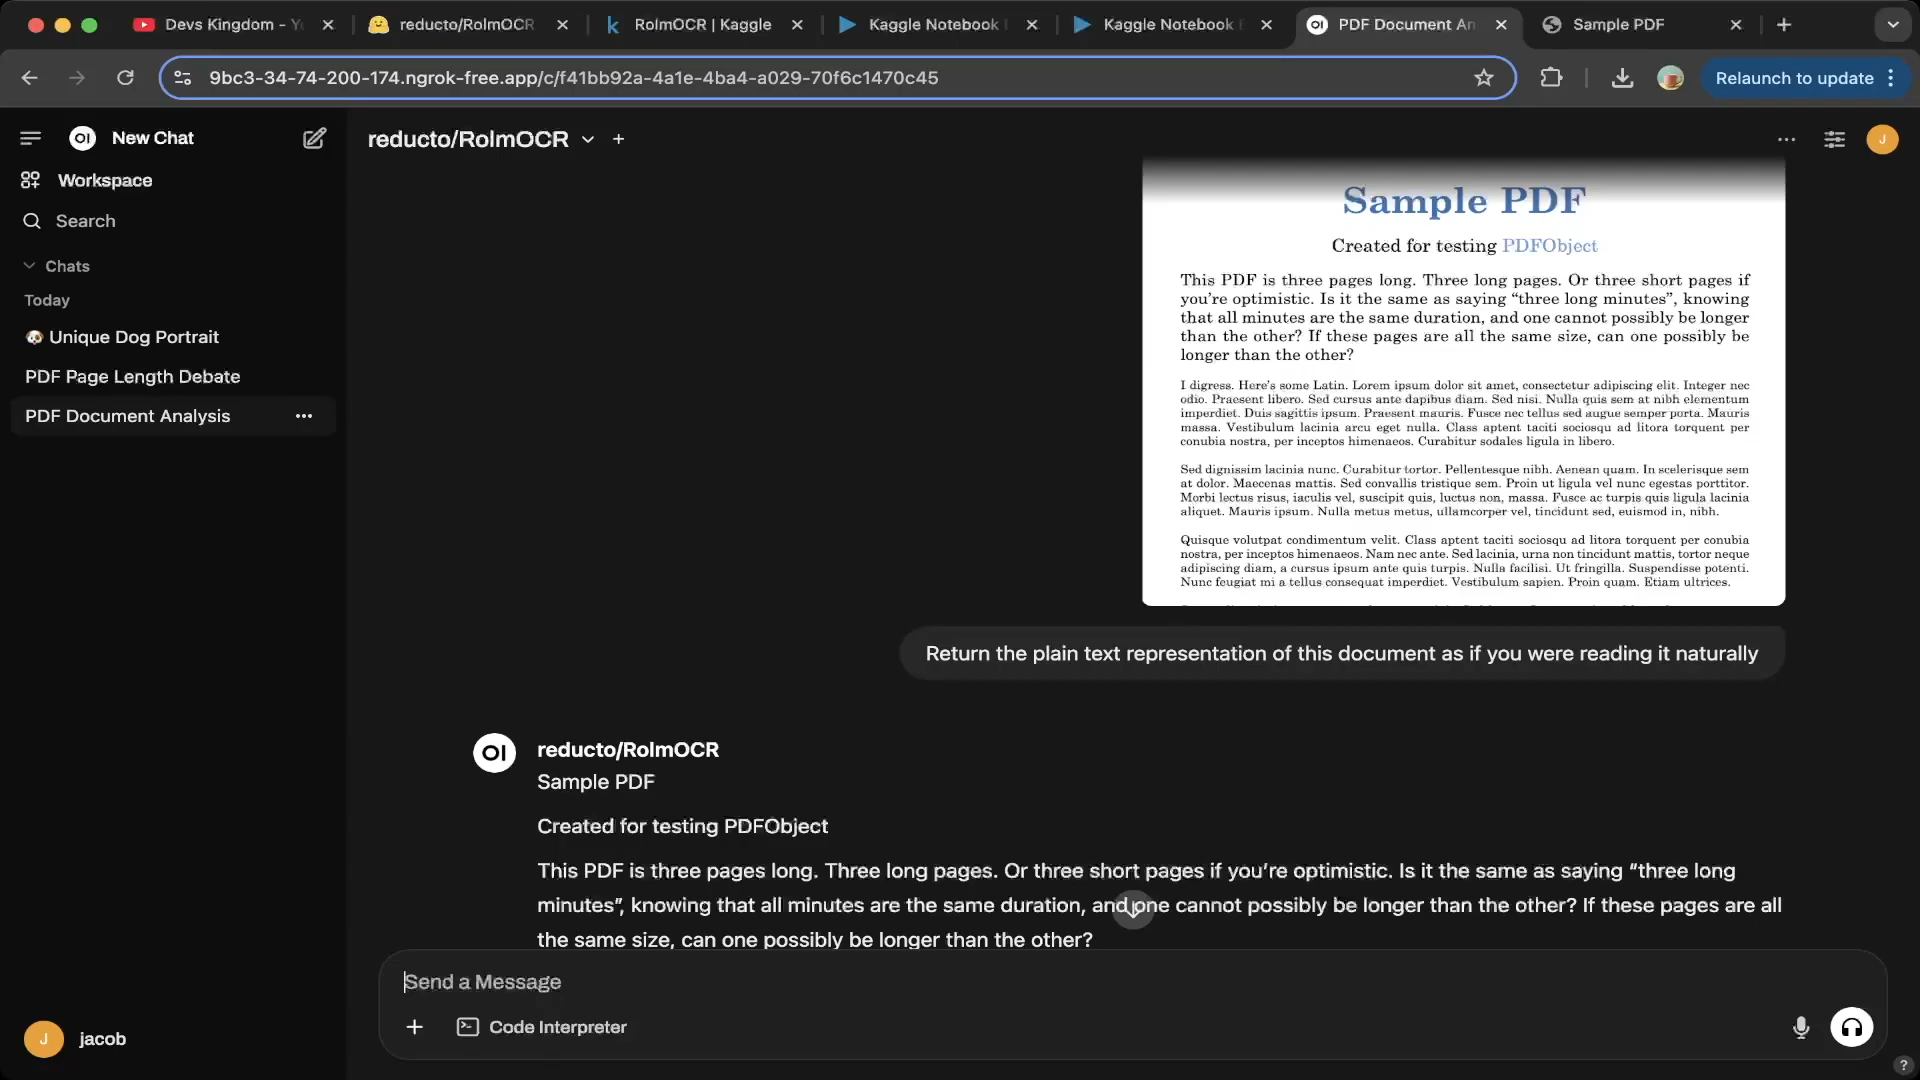 Devs Kingdom - Y
reducto/RolmOCR
RolmOCR | Kaggle
Kaggle Notebook
Kaggle Notebook
PDF Document An
Sample PDF
9bc3-34-74-200-174.ngrok-free.app/c/f41bb92a-4a1e-4ba4-a029-70f6c1470c45
Relaunch to update
New Chat
Workspace
Search
Chats
Today
Unique Dog Portrait
PDF Page Length Debate
PDF Document Analysis
J
jacob
reducto/RolmOCR
J
Sample PDF
Created for testing PDFObject
This PDF is three pages long. Three long pages. Or three short pages if
you're optimistic. Is it the same as saying “three long minutes”, knowing
that all minutes are the same duration, and one cannot possibly be longer
than the other? If these pages are all the same size, can one possibly be
longer than the other?
I digress. Here's some Latin. Lorem ipsum dolor sit amet, consectetur adipiscing elit. Integer nec
odio. Praesent libero. Sed cursus ante dapibus diam. Sed nisi. Nulla quis sem at nibh elementum
imperdiet. Duis sagittis ipsum. Praesent mauris. Fusce nec tellus sed augue semper porta. Mauris
massa. Vestibulum lacinia arcu eget nulla. Class aptent taciti sociosqu ad litora torquent per
conubia nostra, per inceptos himenaeos. Curabitur sodales ligula in libero.
Sed dignissim lacinia nunc. Curabitur tortor. Pellentesque nibh. Aenean quam. In scelerisque sem
at dolor. Maecenas mattis. Sed convallis tristique sem. Proin ut ligula vel nunc egestas porttitor.
Morbi lectus risus, iaculis vel, suscipit quis, luctus non, massa. Fusce ac turpis quis ligula lacinia
aliquet. Mauris ipsum. Nulla metus metus, ullamcorper vel, tincidunt sed, euismod in, nibh.
Quisque volutpat condimentum velit. Class aptent taciti sociosqu ad litora torquent per conubia
nostra, per inceptos himenaeos. Nam nec ante. Sed lacinia, urna non tincidunt mattis, tortor neque
adipiscing diam, a cursus ipsum ante quis turpis. Nulla facilisi. Ut fringilla. Suspendisse potenti.
Nunc feugiat mi a tellus consequat imperdiet. Vestibulum sapien. Proin quam. Etiam ultrices.
Return the plain text representation of this document as if you were reading it naturally
OI
reducto/RolmOCR
Sample PDF
Created for testing PDFObject
This PDF is three pages long. Three long pages. Or three short pages if you’re optimistic. Is it the same as saying “three long
minutes”, knowing that all minutes are the same duration, and one cannot possibly be longer than the other? If these pages are all
the same size, can one possibly be longer than the other?
Send a Message
Code Interpreter
?